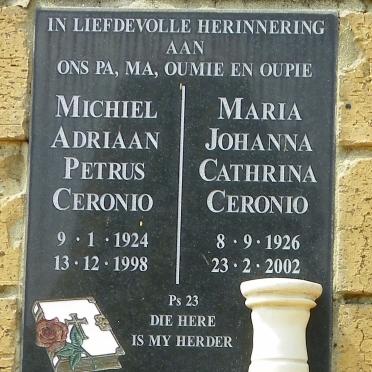 IN LIEFDEVOLLE HERINNERING
AAN
ONS PA, MA, OUMIE EN OUPIE
MICHIEL
ADRIAAN
PETRUS
CERONIO
9 · 1 · 1924
13 · 12 · 1998
MARIA
JOHANNA
CATHRINA
CERONIO
8 · 9 · 1926
23 · 2 · 2002
Ps 23
DIE HERE
IS MY HERDER